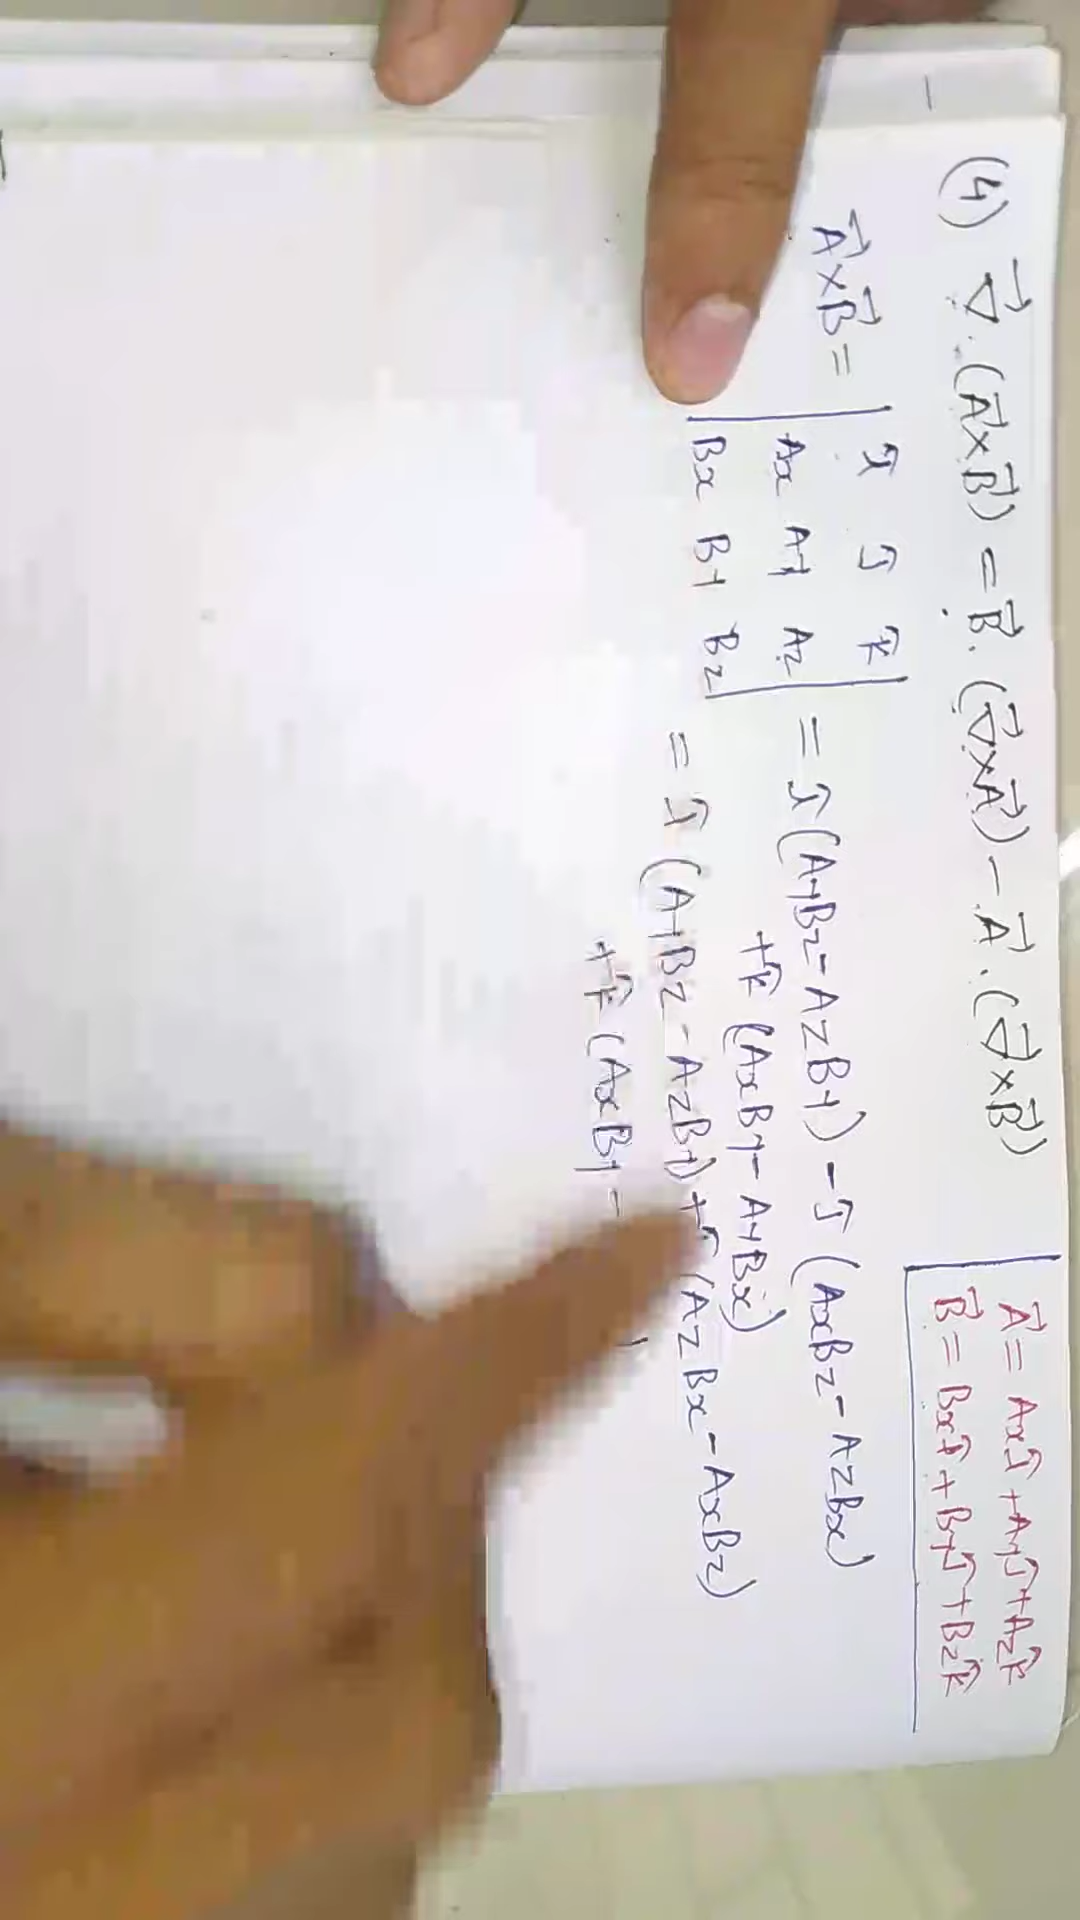 (4) ∇⃗.(A⃗×B⃗) = B⃗.(∇⃗×A⃗) - A⃗.(∇⃗×B⃗)
A⃗ = Axî + Ayĵ + Azk̂
B⃗ = Bxî + Byĵ + Bzk̂
A⃗×B⃗ = | î ĵ k̂ |
| Ax Ay Az |
| Bx By Bz |
= î (AyBz - AzBy) - ĵ (AxBz - AzBx)
+ k̂ (AxBy - AyBx)
= î (AyBz - AzBy) + ĵ (AzBx - AxBz)
+ k̂ (AxBy -